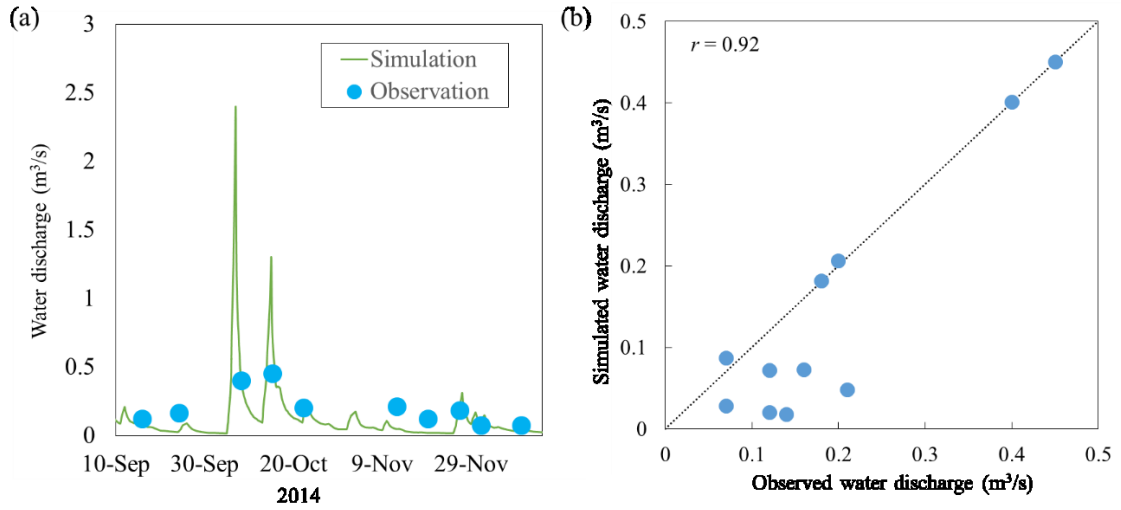 (a)
3
2.5
2
1.5
1
0.5
0
Water discharge (m³/s)
Simulation
Observation
10-Sep 30-Sep 20-Oct 9-Nov 29-Nov
2014
(b)
r = 0.92
0.5
0.4
0.3
0.2
0.1
0
Simulated water discharge (m³/s)
0 0.1 0.2 0.3 0.4 0.5
Observed water discharge (m³/s)